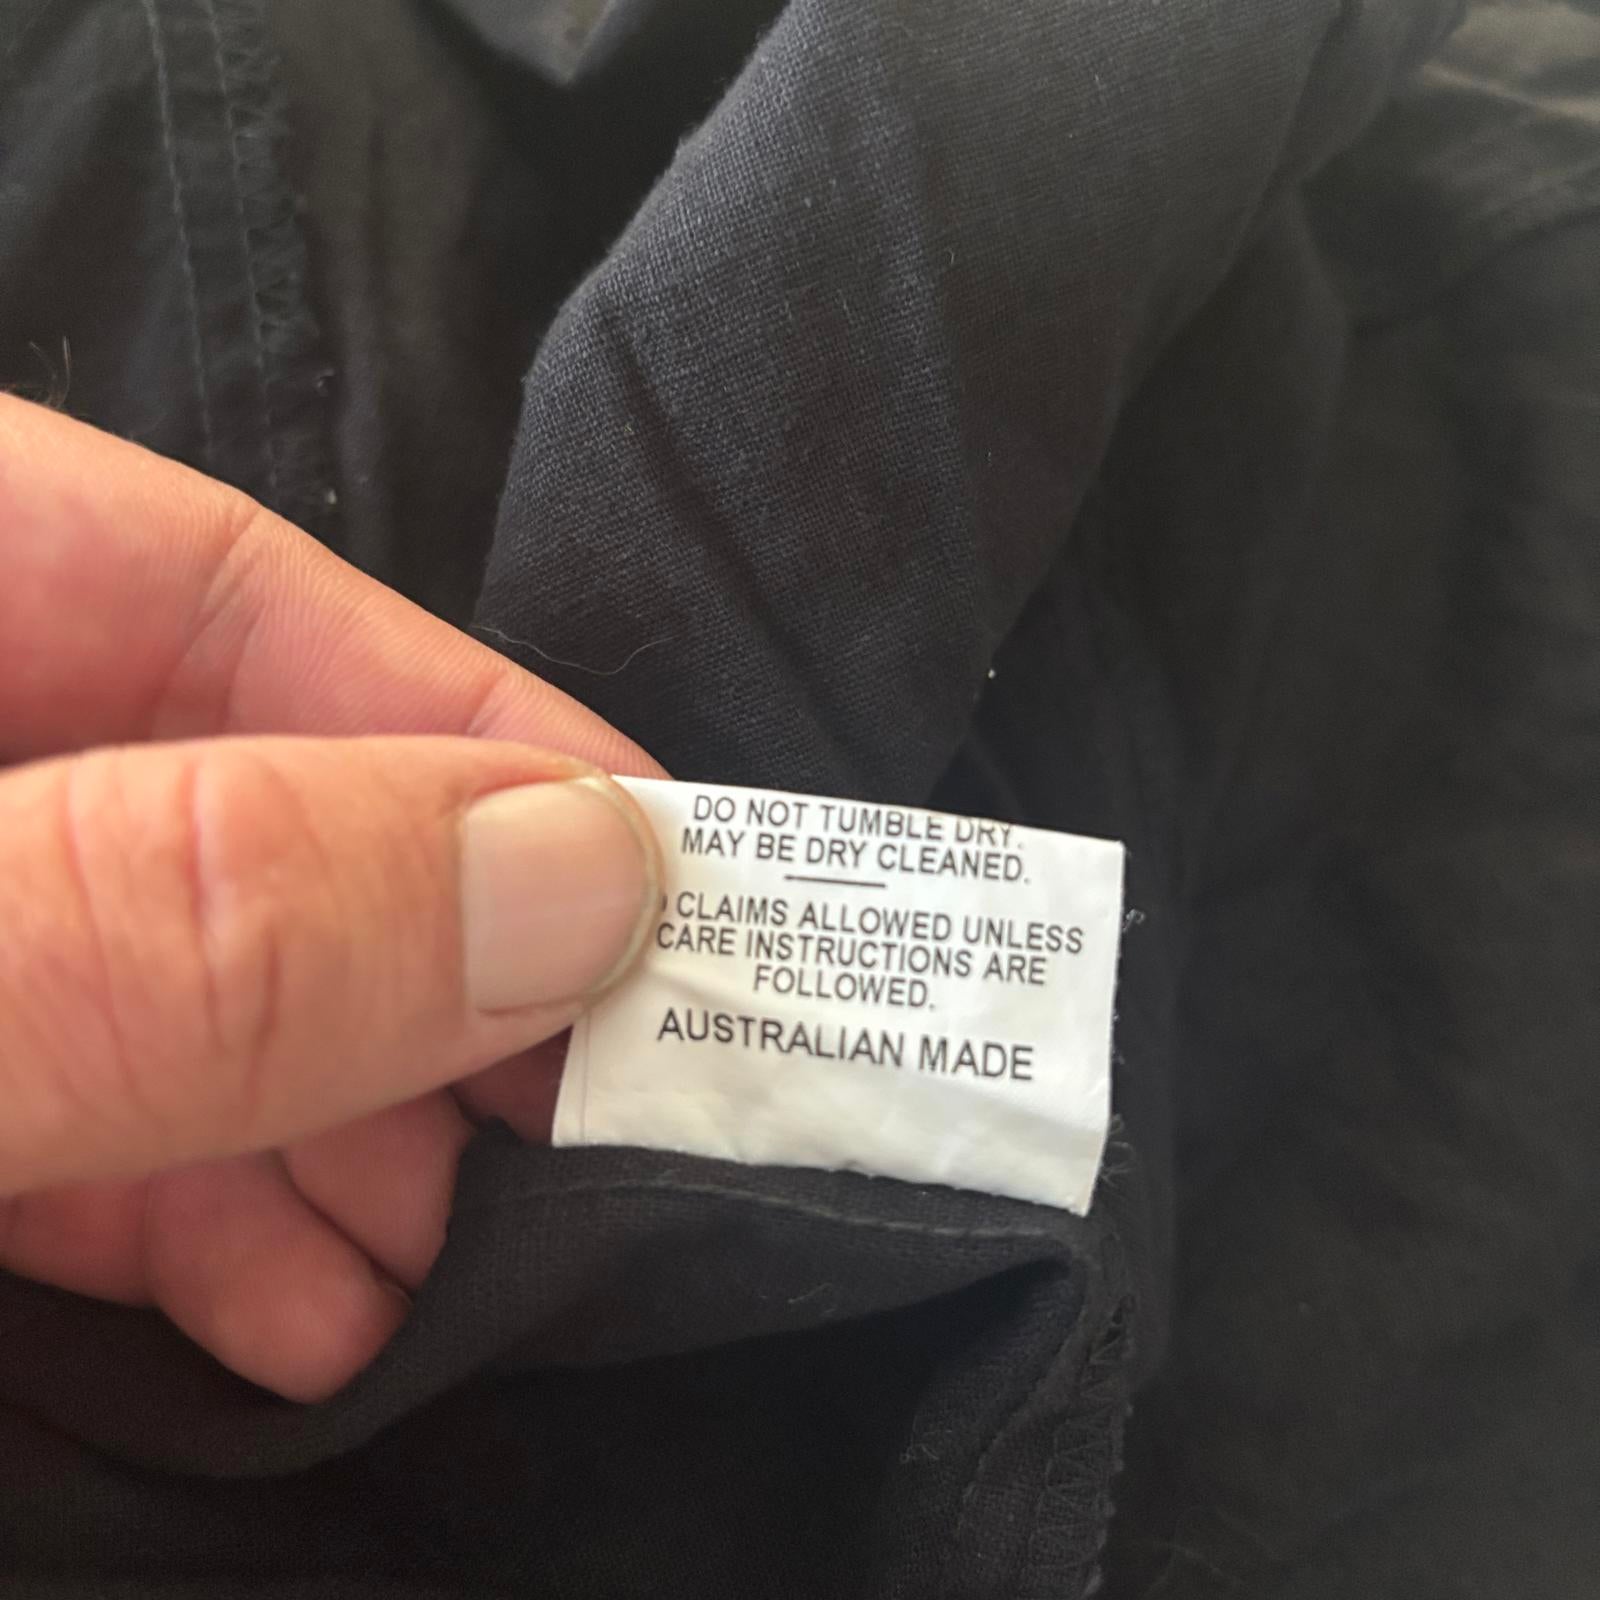 DO NOT TUMBLE DRY.
MAY BE DRY CLEANED.
CLAIMS ALLOWED UNLESS
CARE INSTRUCTIONS ARE
FOLLOWED.
AUSTRALIAN MADE